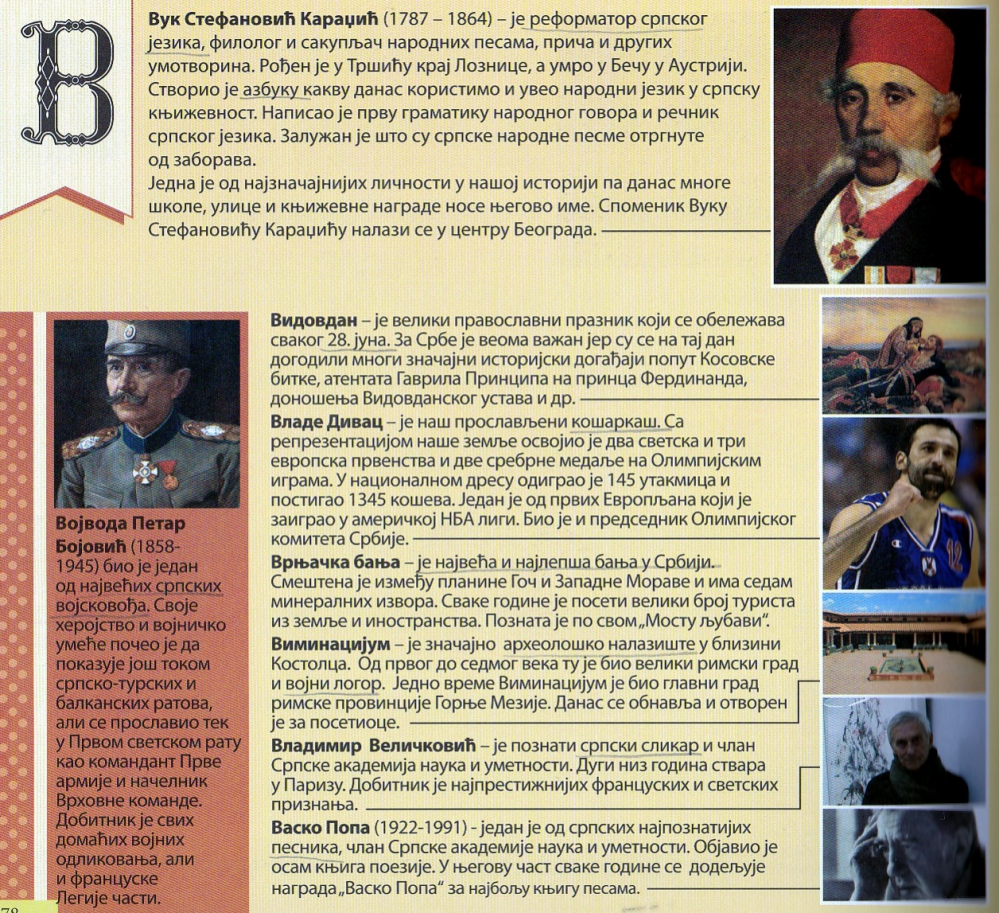 В
Вук Стефановић Караџић (1787 – 1864) – је реформатор српског
језика, филолог и сакупљач народних песама, прича и других
умотворина. Рођен је у Тршићу крај Лознице, а умро у Бечу у Аустрији.
Створио је азбуку какву данас користимо и увео народни језик у српску
књижевност. Написао је прву граматику народног говора и речник
српског језика. Залужан је што су српске народне песме отргнуте
од заборава.
Једна је од најзначајнијих личности у нашој историји па данас многе
школе, улице и књижевне награде носе његово име. Споменик Вуку
Стефановићу Караџићу налази се у центру Београда.
Војвода Петар
Бојовић (1858-
1945) био је један
од највећих српских
војсковођа. Своје
херојство и војничко
умеће почео је да
показује још током
српско-турских и
балканских ратова,
али се прославио тек
у Првом светском рату
као командант Прве
армије и начелник
Врховне команде.
Добитник је свих
домаћих војних
одликовања, али
и француске
Легије части.
Видовдан – је велики православни празник који се обележава
сваког 28. јуна. За Србе је веома важан јер су се на тај дан
догодили многи значајни историјски догађаји попут Косовске
битке, атентата Гаврила Принципа на принца Фердинанда,
доношења Видовданског устава и др.
Владе Дивац – је наш прослављени кошаркаш. Са
репрезентацијом наше земље освојио је два светска и три
европска првенства и две сребрне медаље на Олимпијским
играма. У националном дресу одиграо је 145 утакмица и
постигао 1345 кошева. Један је од првих Европљана који је
заиграо у америчкој НБА лиги. Био је и председник Олимпијског
комитета Србије.
Врњачка бања – је највећа и најлепша бања у Србији.
Смештена је између планине Гоч и Западне Мораве и има седам
минералних извора. Сваке године је посети велики број туриста
из земље и иностранства. Позната је по свом „Мосту љубави“.
Виминацијум – је значајно археолошко налазиште у близини
Костолца. Од првог до седмог века ту је био велики римски град
и војни логор. Једно време Виминацијум је био главни град
римске провинције Горње Мезије. Данас се обнавља и отворен
је за посетиоце.
Владимир Величковић – је познати српски сликар и члан
Српске академија наука и уметности. Дуги низ година ствара
у Паризу. Добитник је најпрестижнијих француских и светских
признања.
Васко Попа (1922-1991) - један је од српских најпознатијих
песника, члан Српске академије наука и уметности. Објавио је
осам књига поезије. У његову част сваке године се додељује
награда „Васко Попа“ за најбољу књигу песама.
12
78